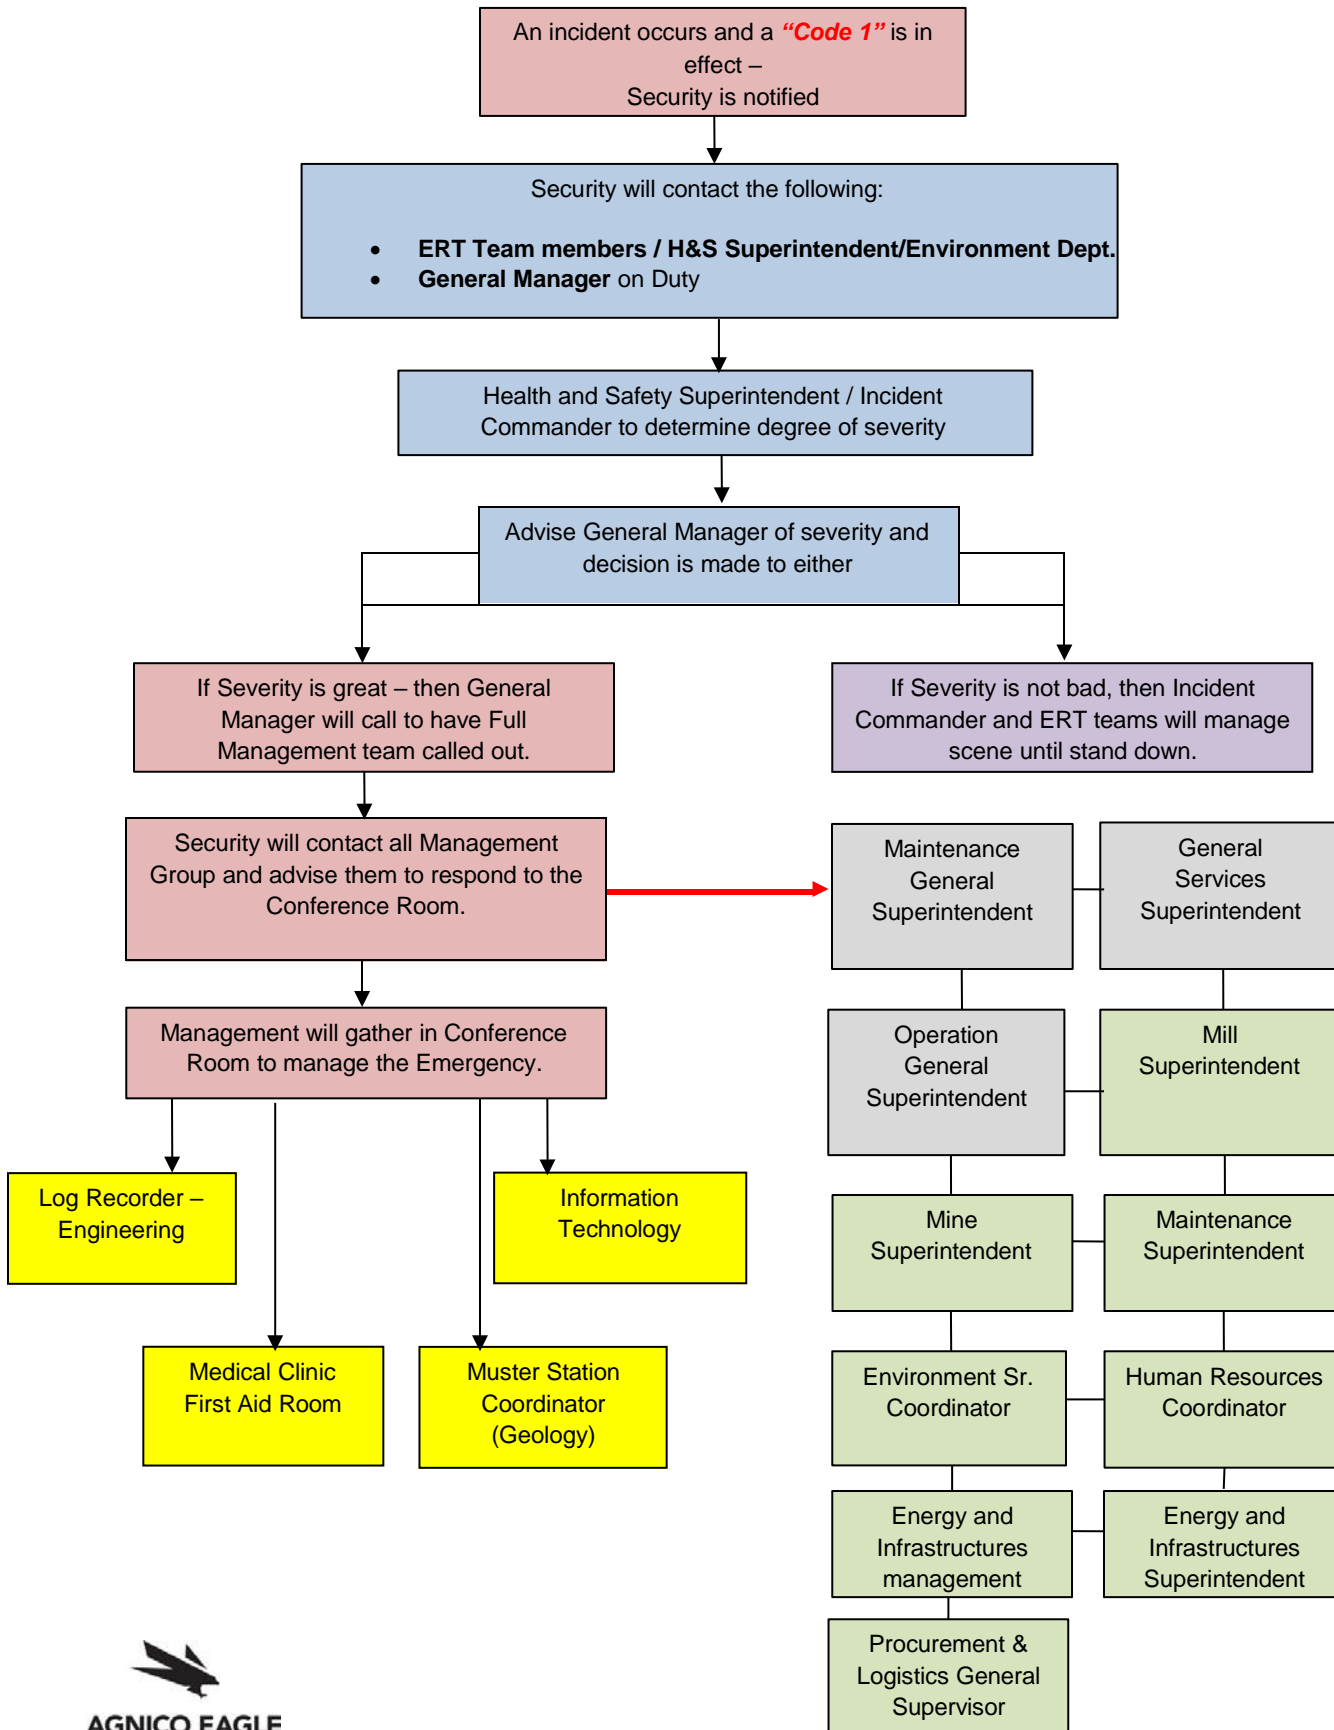 An incident occurs and a “Code 1” is in
effect –
Security is notified
Security will contact the following:
• ERT Team members / H&S Superintendent/Environment Dept.
• General Manager on Duty
Health and Safety Superintendent / Incident
Commander to determine degree of severity
Advise General Manager of severity and
decision is made to either
If Severity is great – then General
Manager will call to have Full
Management team called out.
If Severity is not bad, then Incident
Commander and ERT teams will manage
scene until stand down.
Security will contact all Management
Group and advise them to respond to the
Conference Room.
Maintenance
General
Superintendent
General
Services
Superintendent
Management will gather in Conference
Room to manage the Emergency.
Operation
General
Superintendent
Mill
Superintendent
Log Recorder –
Engineering
Information
Technology
Mine
Superintendent
Maintenance
Superintendent
Medical Clinic
First Aid Room
Muster Station
Coordinator
(Geology)
Environment Sr.
Coordinator
Human Resources
Coordinator
Energy and
Infrastructures
management
Energy and
Infrastructures
Superintendent
Procurement &
Logistics General
Supervisor
AGNICO EAGLE